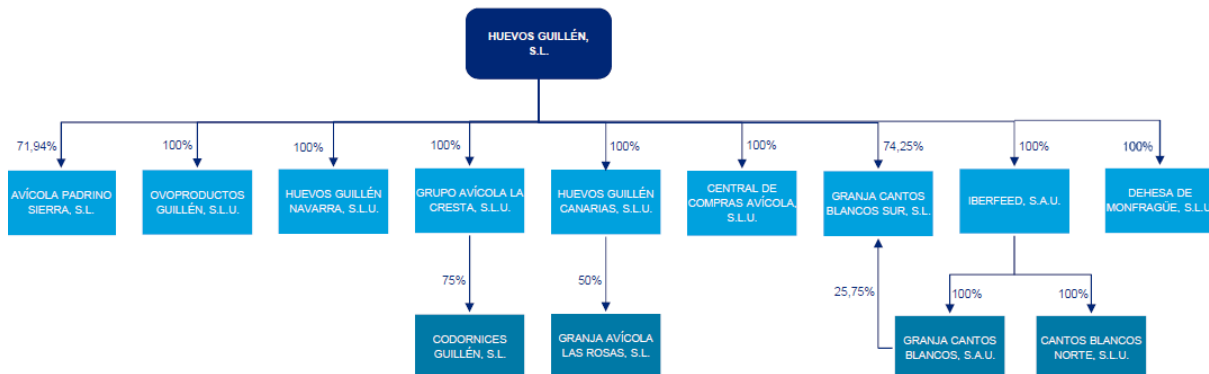 HUEVOS GUILLÉN,
S.L.
71,94%
100%
100%
100%
100%
100%
74,25%
100%
100%
AVÍCOLA PADRINO
SIERRA, S.L.
OVOPRODUCTOS
GUILLÉN, S.L.U.
HUEVOS GUILLÉN
NAVARRA, S.L.U.
GRUPO AVÍCOLA LA
CRESTA, S.L.U.
HUEVOS GUILLÉN
CANARIAS, S.L.U.
CENTRAL DE
COMPRAS AVÍCOLA,
S.L.U.
GRANJA CANTOS
BLANCOS SUR, S.L.
IBERFEED, S.A.U.
DEHESA DE
MONFRAGÜE, S.L.U
75%
50%
25,75%
100%
100%
CODORNICES
GUILLÉN, S.L.
GRANJA AVÍCOLA
LAS ROSAS, S.L.
GRANJA CANTOS
BLANCOS, S.A.U.
CANTOS BLANCOS
NORTE, S.L.U.